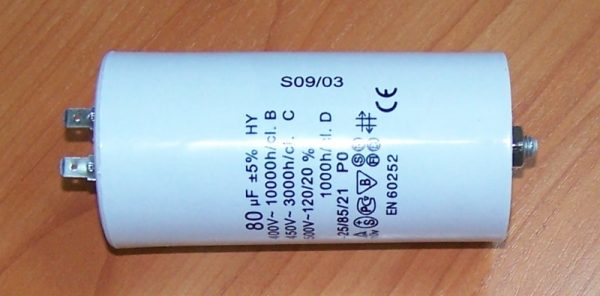 S09/03
80 µF ±5% HY
400V~ 10000h/cl. B
450V~ 3000h/cl. C
500V~120/20 %
1000h/cl. D
-25/85/21 P0
CE
EN 60252